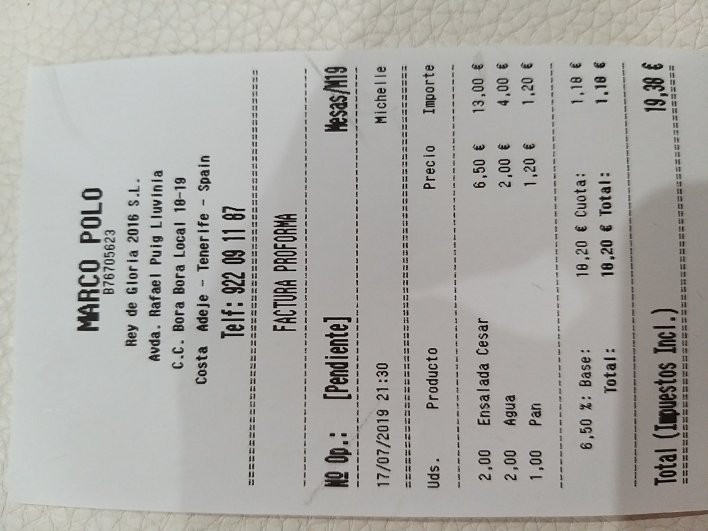 MARCO POLO
B76705623
Rey de Gloria 2016 S.L.
Avda. Rafael Puig Lluvinia
C.C. Bora Bora Local 18-19
Costa Adeje - Tenerife - Spain
Telf: 922 09 11 87
FACTURA PROFORMA
Nº Op.: [Pendiente] Mesas/M19
17/07/2019 21:30 Michelle
Uds. Producto Precio Importe
2,00 Ensalada Cesar 6,50 € 13,00 €
2,00 Agua 2,00 € 4,00 €
1,00 Pan 1,20 € 1,20 €
6,50 %: Base: 18,20 € Cuota: 1,18 €
Total: 18,20 € Total: 1,18 €
Total (Impuestos Incl.) 19,38 €